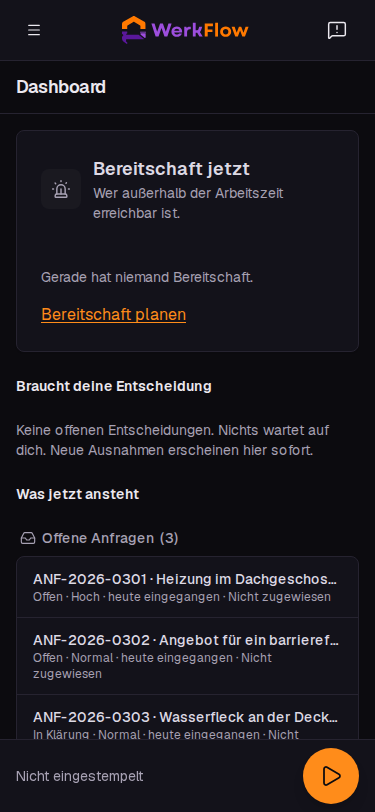 WerkFlow
Dashboard
Bereitschaft jetzt
Wer außerhalb der Arbeitszeit
erreichbar ist.
Gerade hat niemand Bereitschaft.
Bereitschaft planen
Braucht deine Entscheidung
Keine offenen Entscheidungen. Nichts wartet auf
dich. Neue Ausnahmen erscheinen hier sofort.
Was jetzt ansteht
Offene Anfragen (3)
ANF-2026-0301 · Heizung im Dachgeschos…
Offen · Hoch · heute eingegangen · Nicht zugewiesen
ANF-2026-0302 · Angebot für ein barrieref…
Offen · Normal · heute eingegangen · Nicht
zugewiesen
ANF-2026-0303 · Wasserfleck an der Deck…
In Klärung · Normal · heute eingegangen · Nicht
Nicht eingestempelt